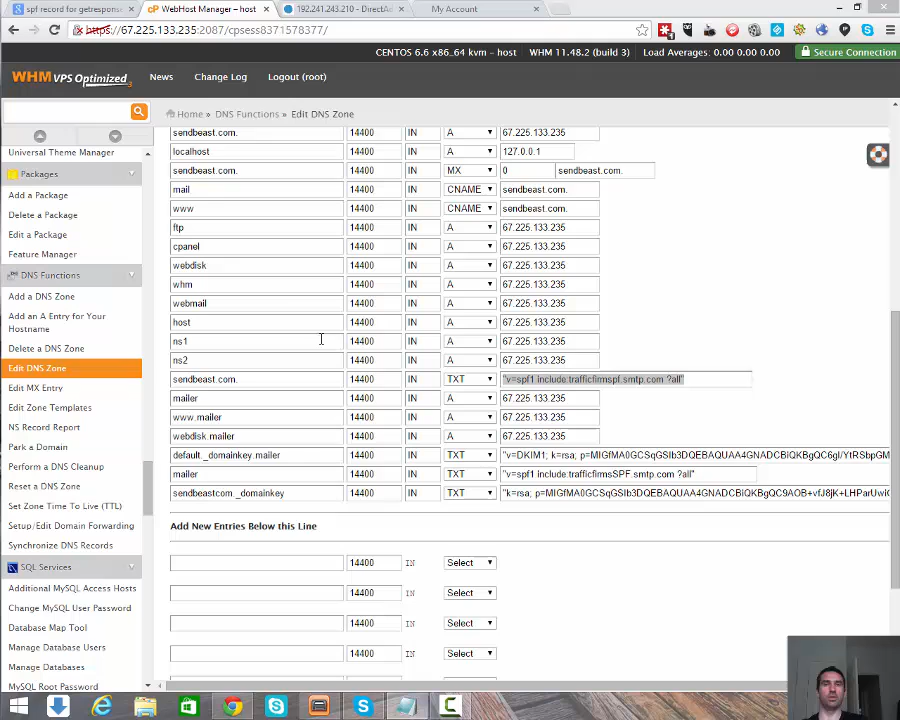 spf record for getrespons
WebHost Manager – host
192.241.243.210 – DirectAd
My Account
https://67.225.133.235:2087/cpsess8371578377/
CENTOS 6.6 x86_64 kvm – host WHM 11.48.2 (build 3) Load Averages: 0.00 0.00 0.00 Secure Connection
WHM VPS Optimized 3 News Change Log Logout (root)
Home » DNS Functions » Edit DNS Zone
Universal Theme Manager
Packages
Add a Package
Delete a Package
Edit a Package
Feature Manager
DNS Functions
Add a DNS Zone
Add an A Entry for Your
Hostname
Delete a DNS Zone
Edit DNS Zone
Edit MX Entry
Edit Zone Templates
NS Record Report
Park a Domain
Perform a DNS Cleanup
Reset a DNS Zone
Set Zone Time To Live (TTL)
Setup/Edit Domain Forwarding
Synchronize DNS Records
SQL Services
Additional MySQL Access Hosts
Change MySQL User Password
Database Map Tool
Manage Database Users
Manage Databases
MySQL Root Password
sendbeast.com. 14400 IN A 67.225.133.235
localhost 14400 IN A 127.0.0.1
sendbeast.com. 14400 IN MX 0 sendbeast.com.
mail 14400 IN CNAME sendbeast.com.
www 14400 IN CNAME sendbeast.com.
ftp 14400 IN A 67.225.133.235
cpanel 14400 IN A 67.225.133.235
webdisk 14400 IN A 67.225.133.235
whm 14400 IN A 67.225.133.235
webmail 14400 IN A 67.225.133.235
host 14400 IN A 67.225.133.235
ns1 14400 IN A 67.225.133.235
ns2 14400 IN A 67.225.133.235
sendbeast.com. 14400 IN TXT "v=spf1 include:trafficfirmspf.smtp.com ?all"
mailer 14400 IN A 67.225.133.235
www.mailer 14400 IN A 67.225.133.235
webdisk.mailer 14400 IN A 67.225.133.235
default._domainkey.mailer 14400 IN TXT "v=DKIM1; k=rsa; p=MIGfMA0GCSqGSIb3DQEBAQUAA4GNADCBiQKBgQC6gI/YtRSbpGM
mailer 14400 IN TXT "v=spf1 include:trafficfirmsSPF.smtp.com ?all"
sendbeastcom._domainkey 14400 IN TXT "k=rsa; p=MIGfMA0GCSqGSIb3DQEBAQUAA4GNADCBiQKBgQC9AOB+vfJ8jK+LHParUwi
Add New Entries Below this Line
14400 IN Select
14400 IN Select
14400 IN Select
14400 IN Select